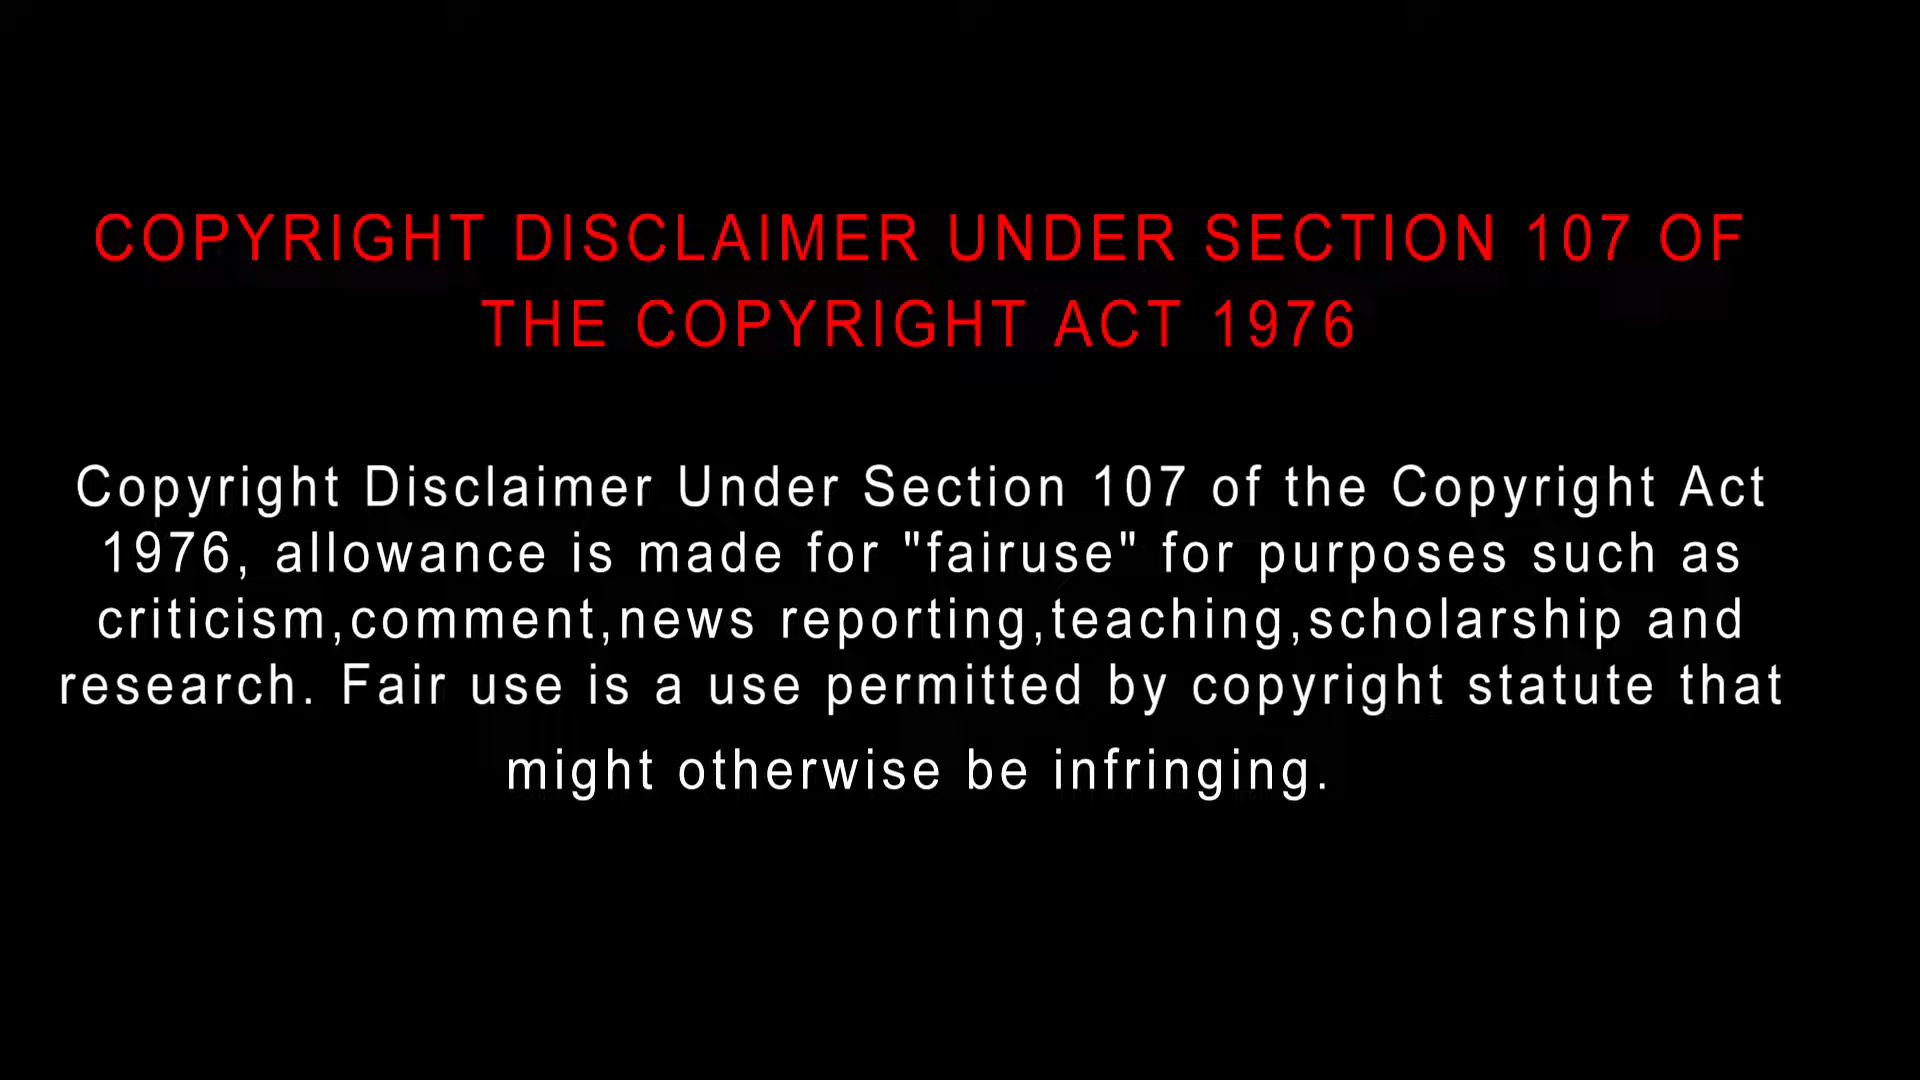 COPYRIGHT DISCLAIMER UNDER SECTION 107 OF
THE COPYRIGHT ACT 1976
Copyright Disclaimer Under Section 107 of the Copyright Act
1976, allowance is made for "fairuse" for purposes such as
criticism,comment,news reporting,teaching,scholarship and
research. Fair use is a use permitted by copyright statute that
might otherwise be infringing.